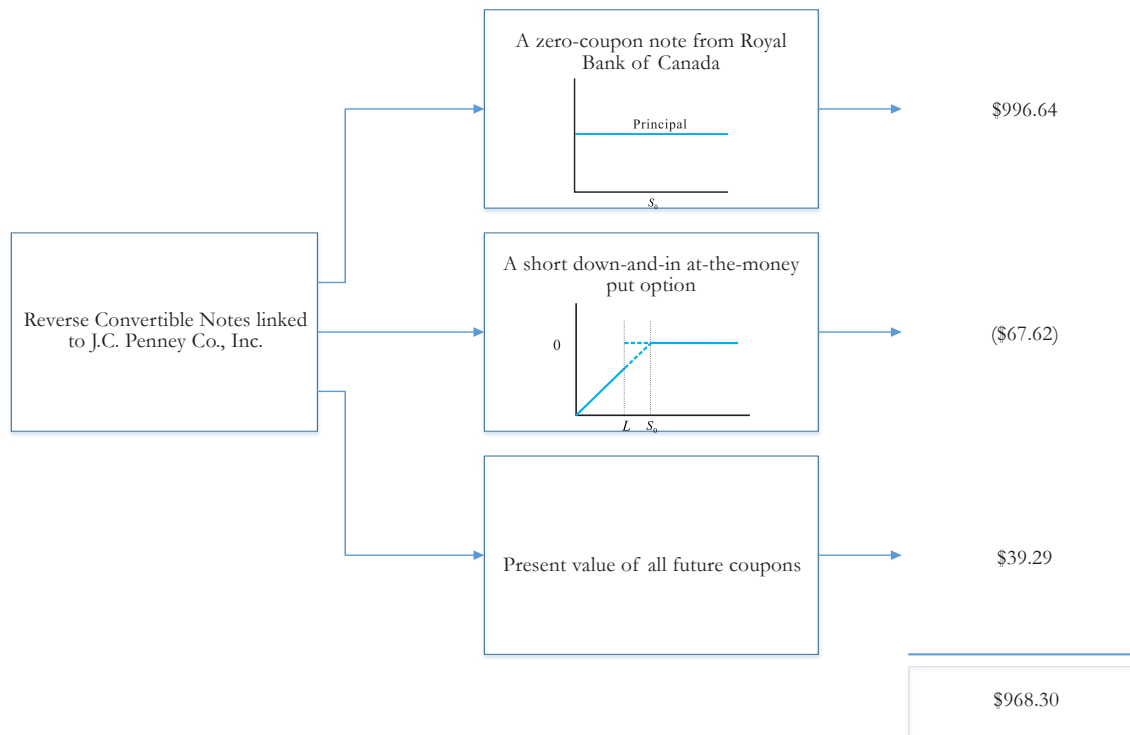 A zero-coupon note from Royal
Bank of Canada
Principal
S₀
$996.64
Reverse Convertible Notes linked
to J.C. Penney Co., Inc.
A short down-and-in at-the-money
put option
0
L S₀
($67.62)
Present value of all future coupons
$39.29
$968.30